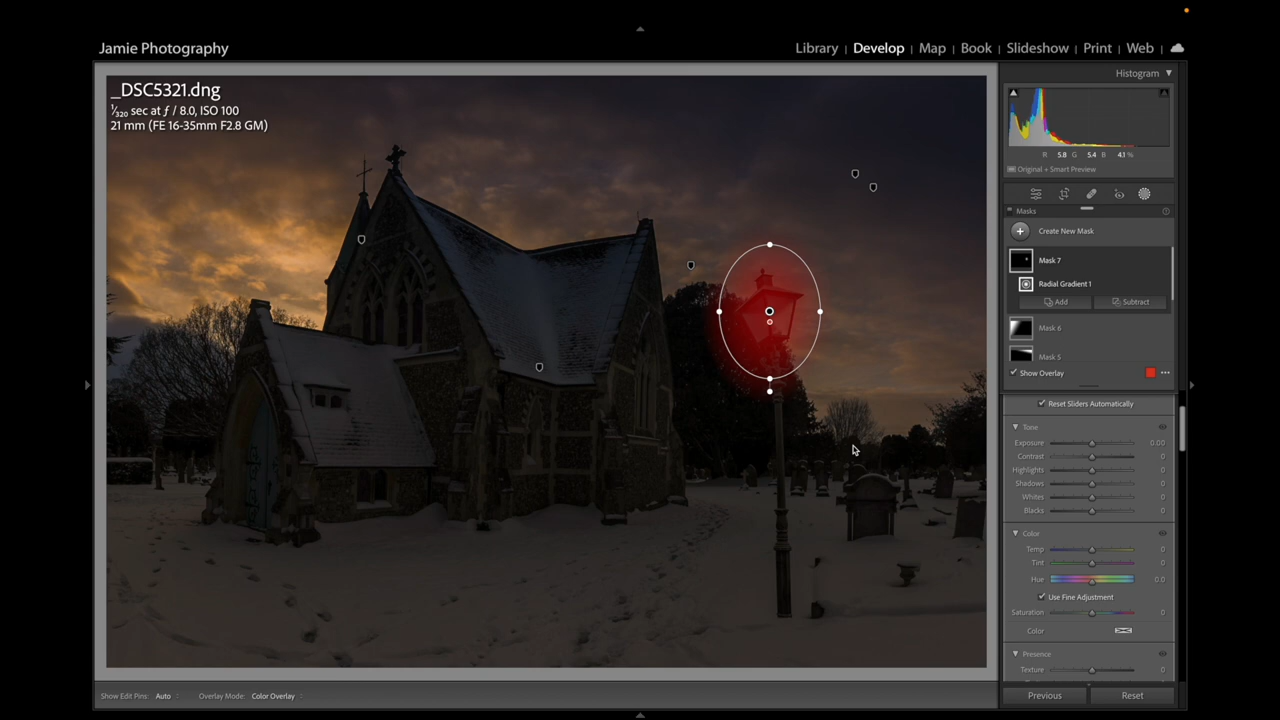 Jamie Photography
Library | Develop | Map | Book | Slideshow | Print | Web
Histogram
_DSC5321.dng
1/320 sec at ƒ / 8.0, ISO 100
21 mm (FE 16-35mm F2.8 GM)
R 5.8 G 5.4 B 4.1 %
Original + Smart Preview
Masks
Create New Mask
Mask 7
Radial Gradient 1
Add Subtract
Mask 6
Mask 5
Show Overlay
Reset Sliders Automatically
Tone
Exposure 0.00
Contrast 0
Highlights 0
Shadows 0
Whites 0
Blacks 0
Color
Temp 0
Tint 0
Hue 0.0
Use Fine Adjustment
Saturation 0
Color
Presence
Texture 0
Show Edit Pins: Auto Overlay Mode: Color Overlay
Previous Reset